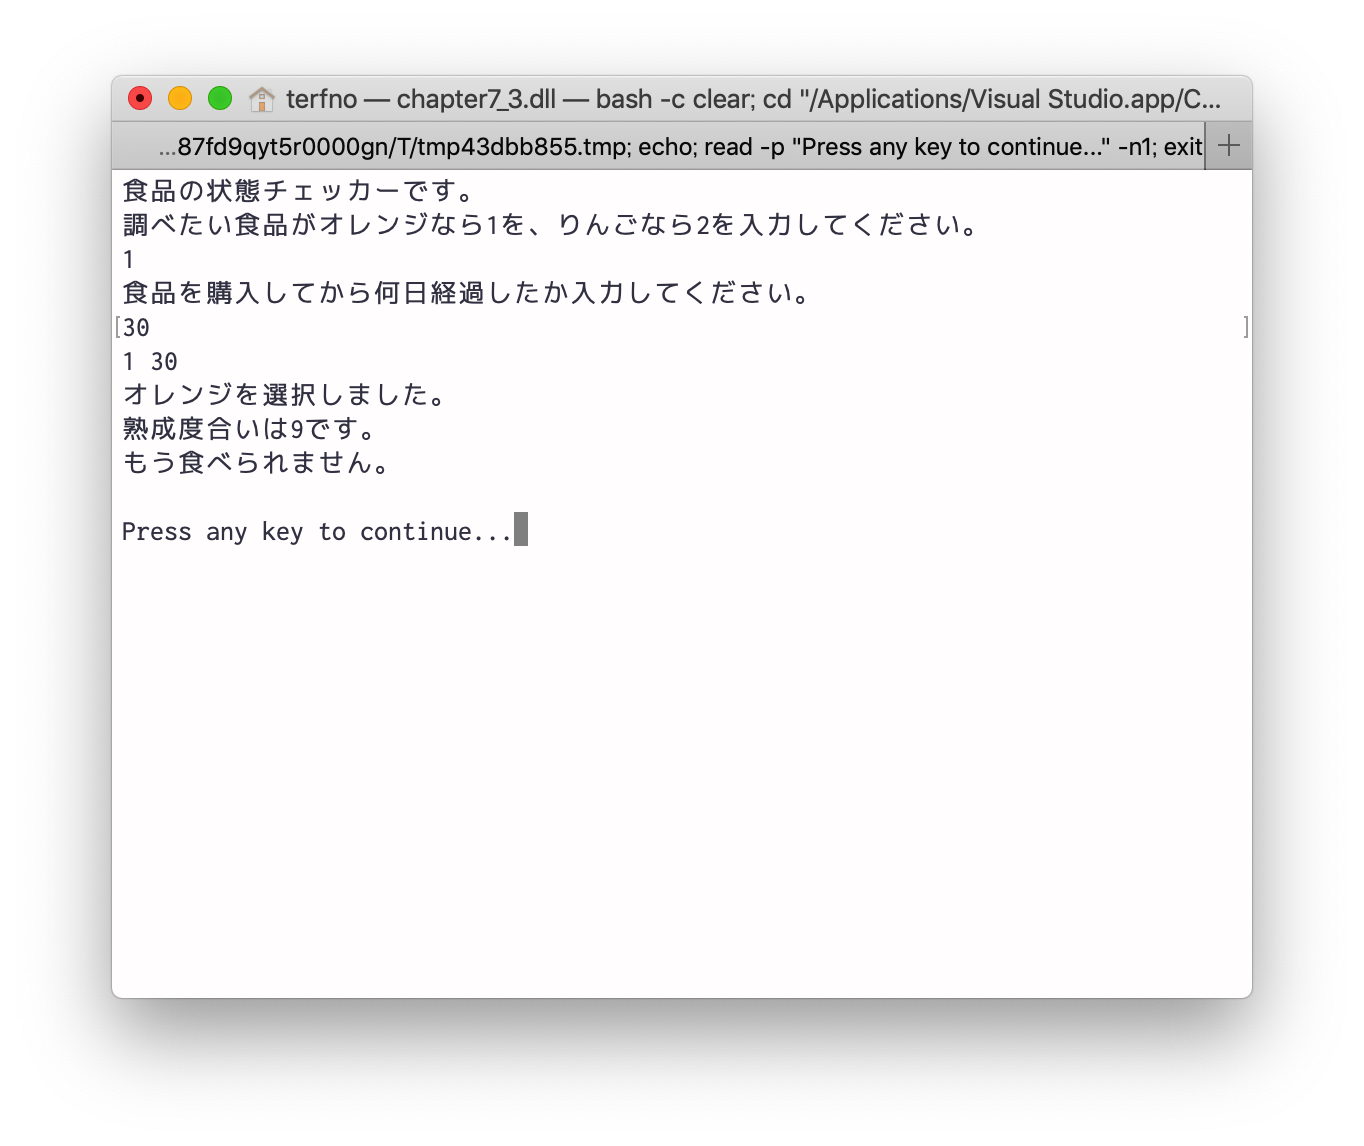 terfno — chapter7_3.dll — bash -c clear; cd "/Applications/Visual Studio.app/C...
...87fd9qyt5r0000gn/T/tmp43dbb855.tmp; echo; read -p "Press any key to continue..." -n1; exit
食品の状態チェッカーです。
調べたい食品がオレンジなら1を、りんごなら2を入力してください。
1
食品を購入してから何日経過したか入力してください。
[30 ]
1 30
オレンジを選択しました。
熟成度合いは9です。
もう食べられません。
Press any key to continue...